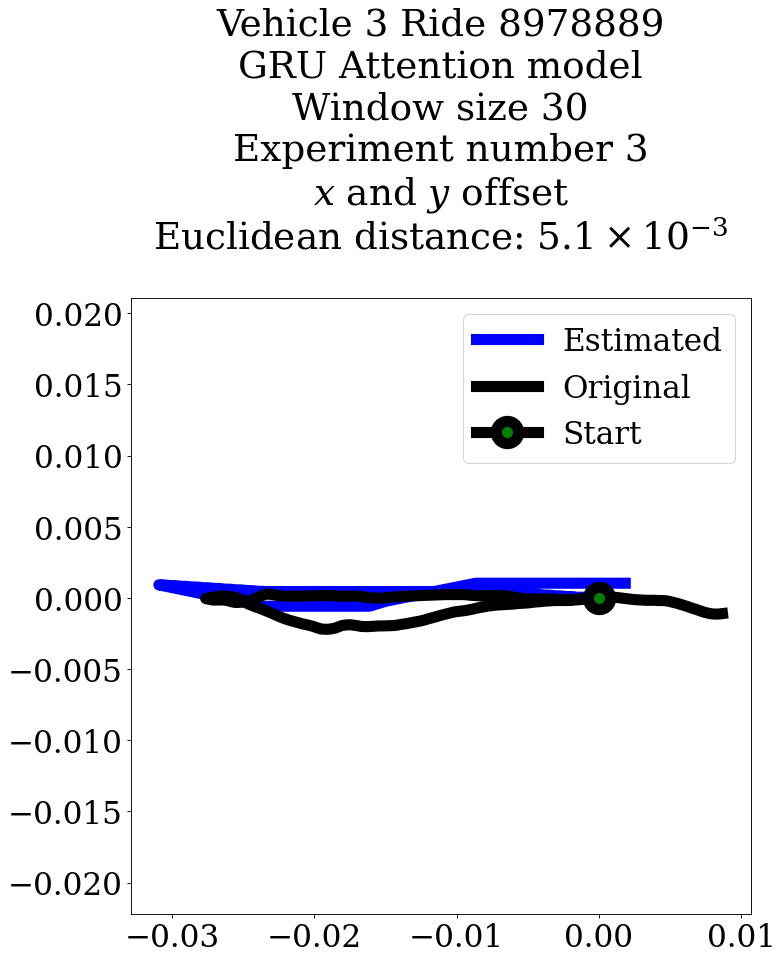 Vehicle 3 Ride 8978889
GRU Attention model
Window size 30
Experiment number 3
x and y offset
Euclidean distance: 5.1 × 10⁻³
Estimated
Original
Start
0.020
0.015
0.010
0.005
0.000
−0.005
−0.010
−0.015
−0.020
−0.03 −0.02 −0.01 0.00 0.01